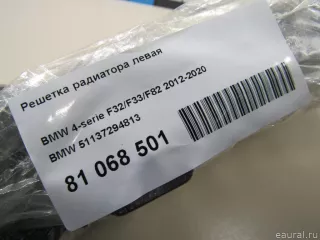 Решетка радиатора левая
BMW 4-serie F32/F33/F82 2012-2020
BMW 51137294813
81 068 501
eaural.ru